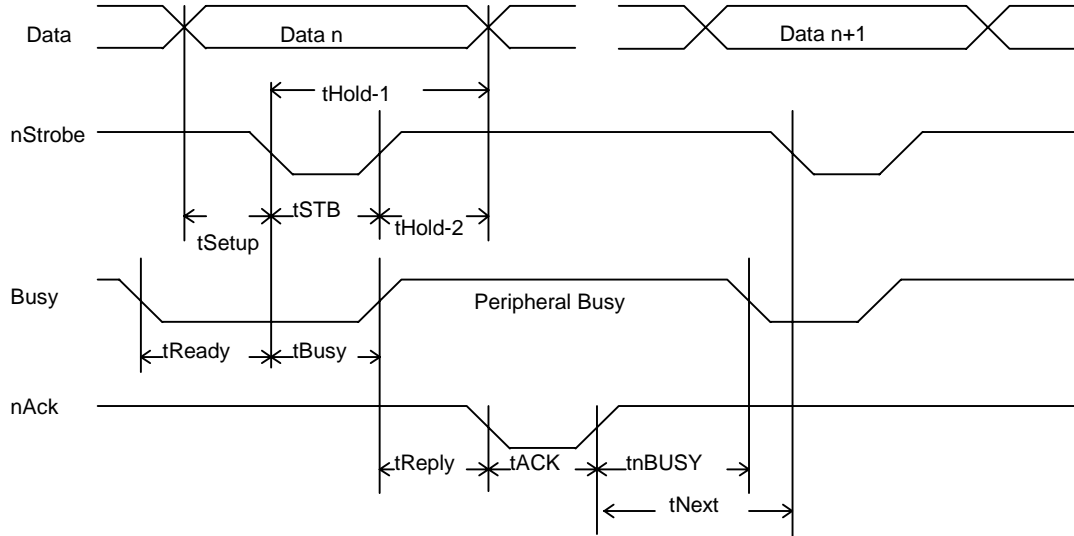 Data
Data n
Data n+1
tHold-1
nStrobe
tSTB
tHold-2
tSetup
Busy
Peripheral Busy
tReady
tBusy
nAck
tReply
tACK
tnBUSY
tNext